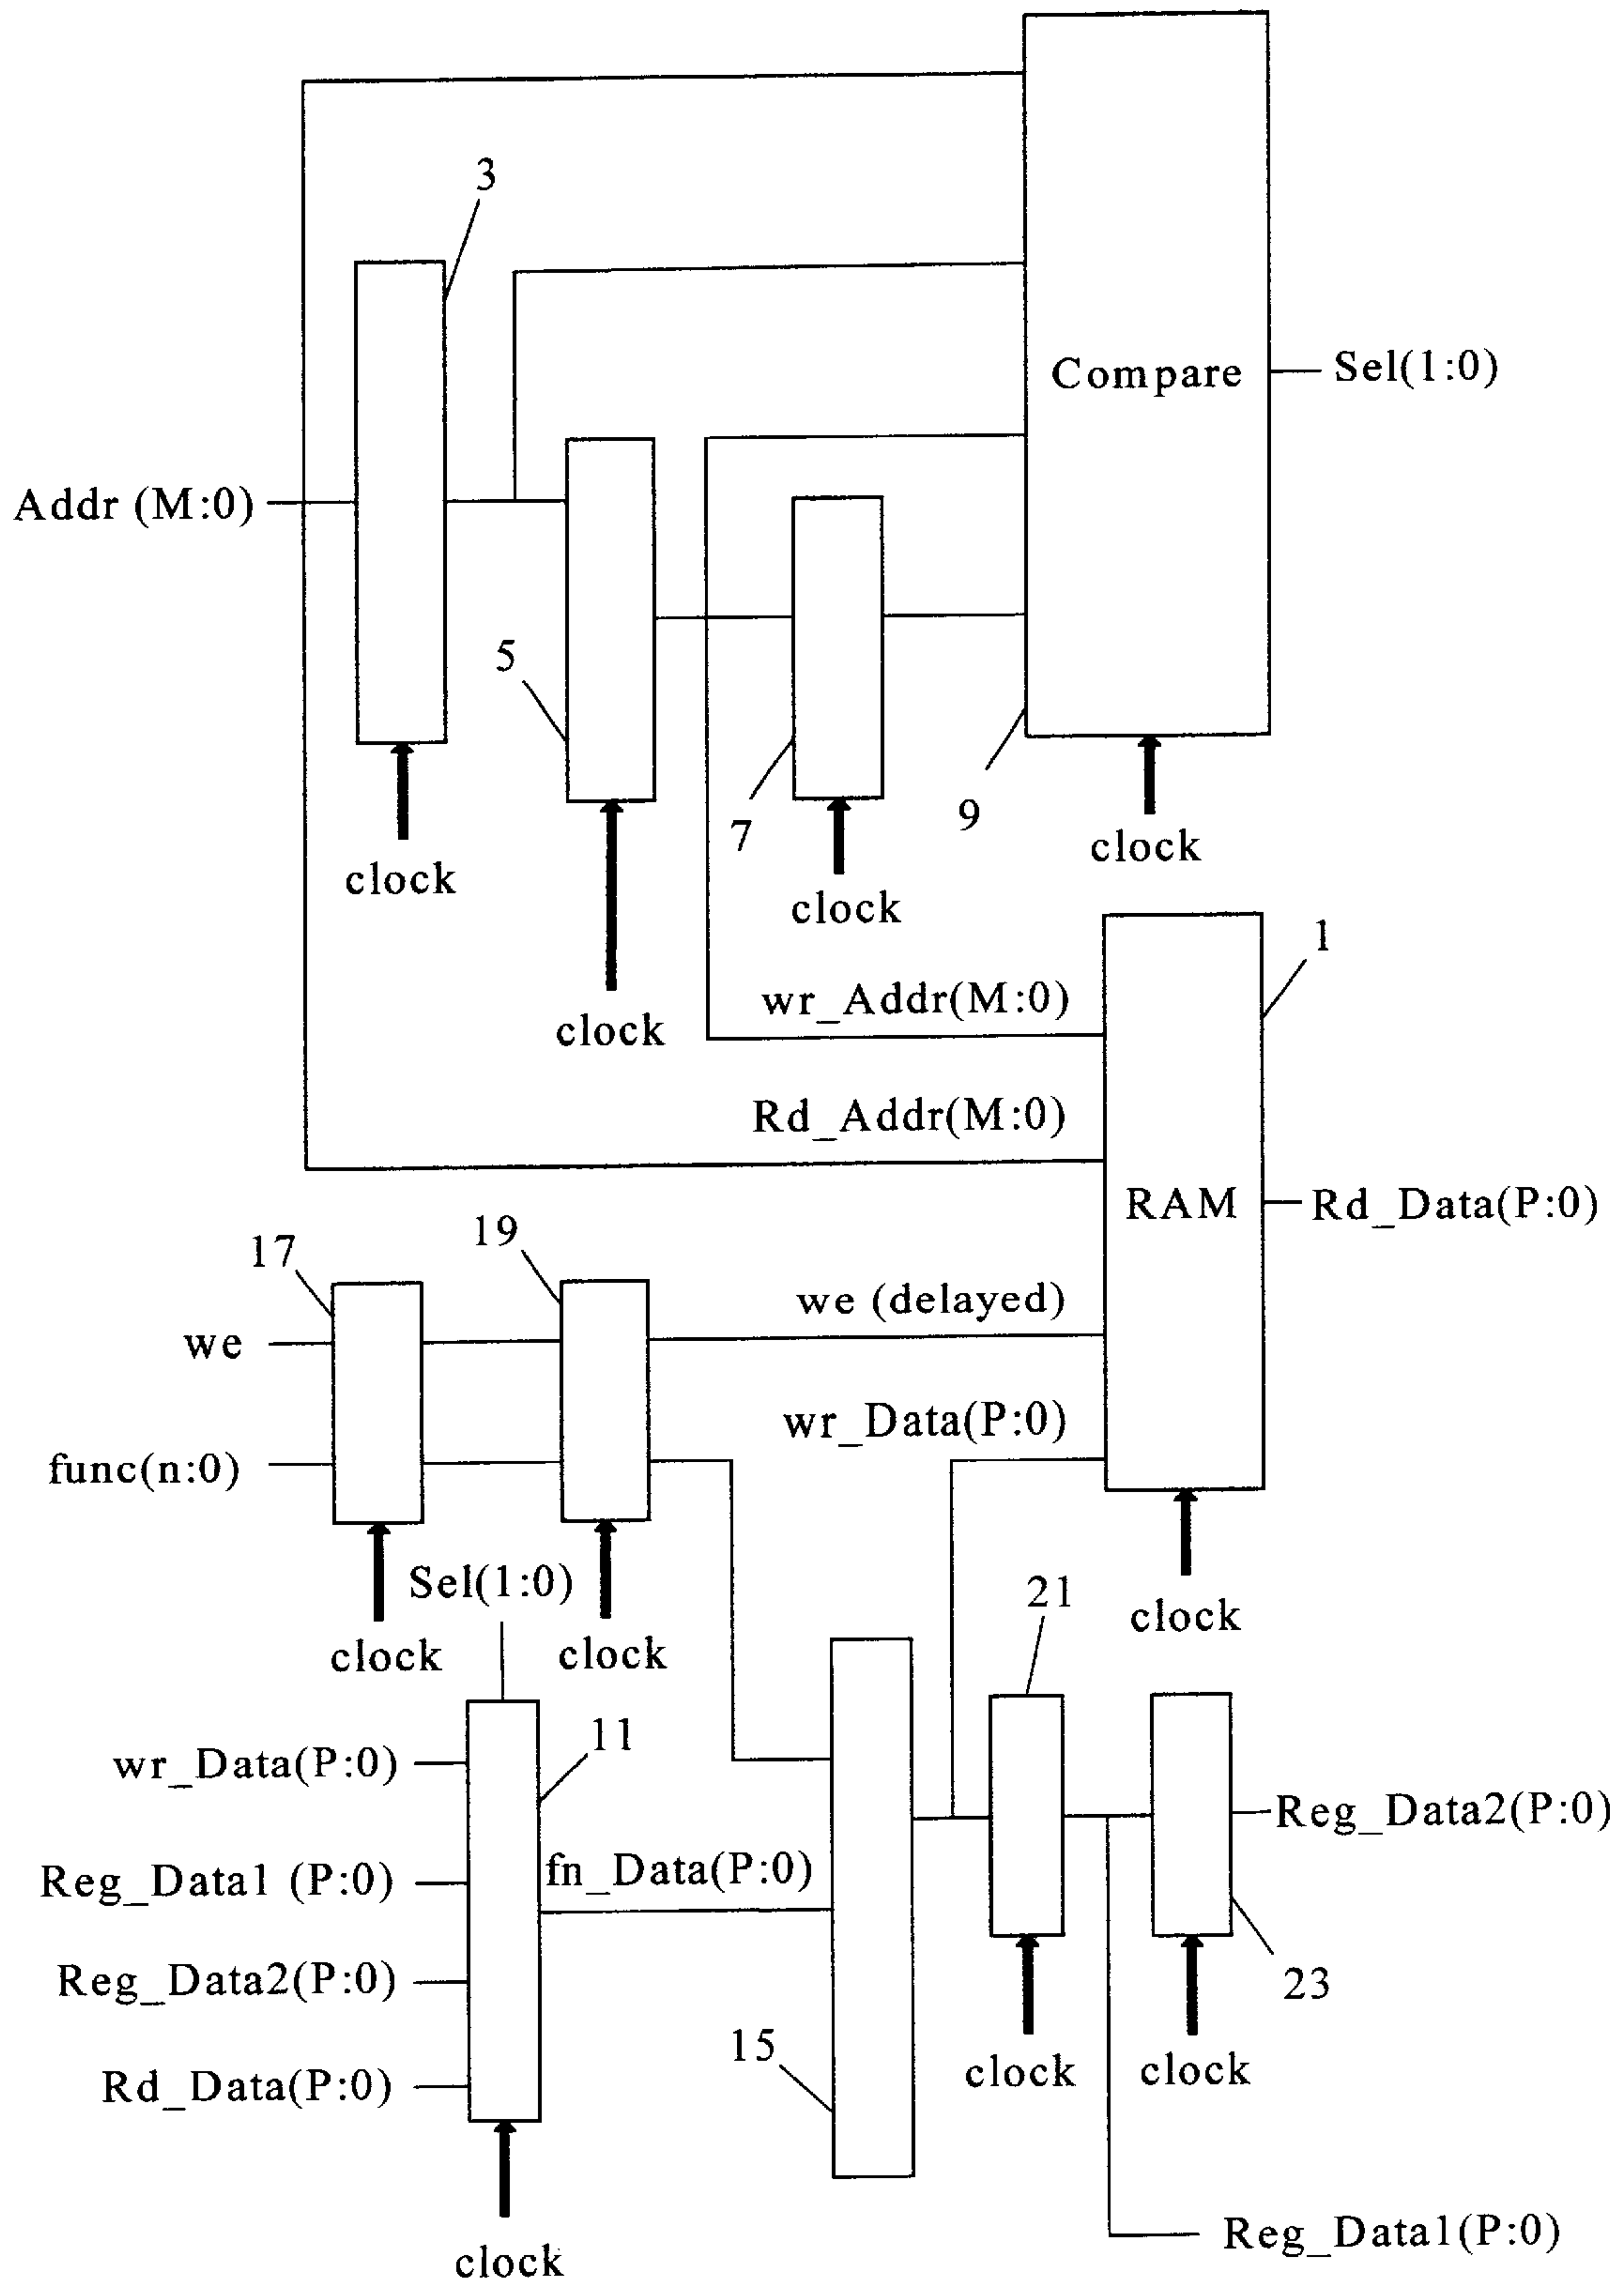 3
Compare
Sel(1:0)
Addr (M:0)
5
7
9
clock
clock
clock
clock
1
wr_Addr(M:0)
Rd_Addr(M:0)
RAM
Rd_Data(P:0)
17
19
we
we (delayed)
wr_Data(P:0)
func(n:0)
Sel(1:0)
21
clock
clock
clock
wr_Data(P:0)
11
Reg_Data2(P:0)
Reg_Data1 (P:0)
fn_Data(P:0)
Reg_Data2(P:0)
23
15
Rd_Data(P:0)
clock
clock
Reg_Data1(P:0)
clock